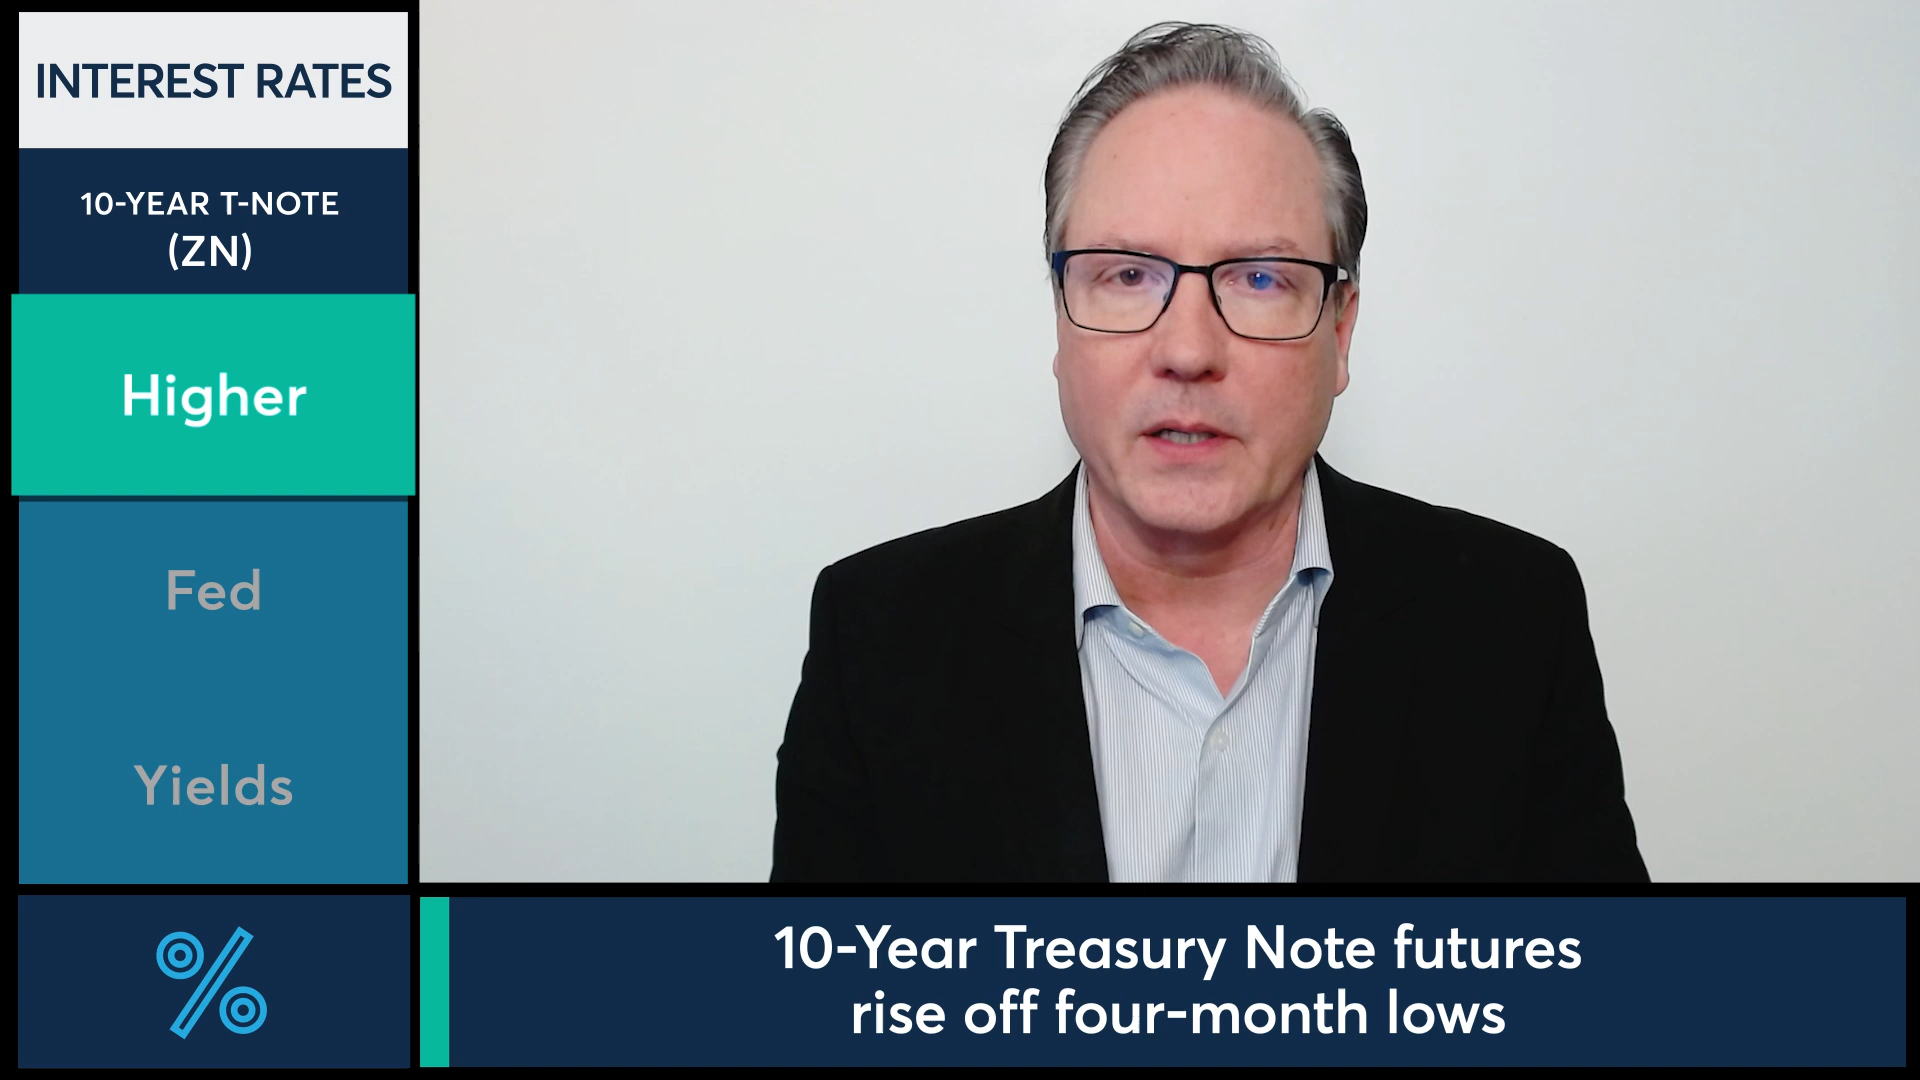 INTEREST RATES
10-YEAR T-NOTE
(ZN)
Higher
Fed
Yields
%
10-Year Treasury Note futures
rise off four-month lows